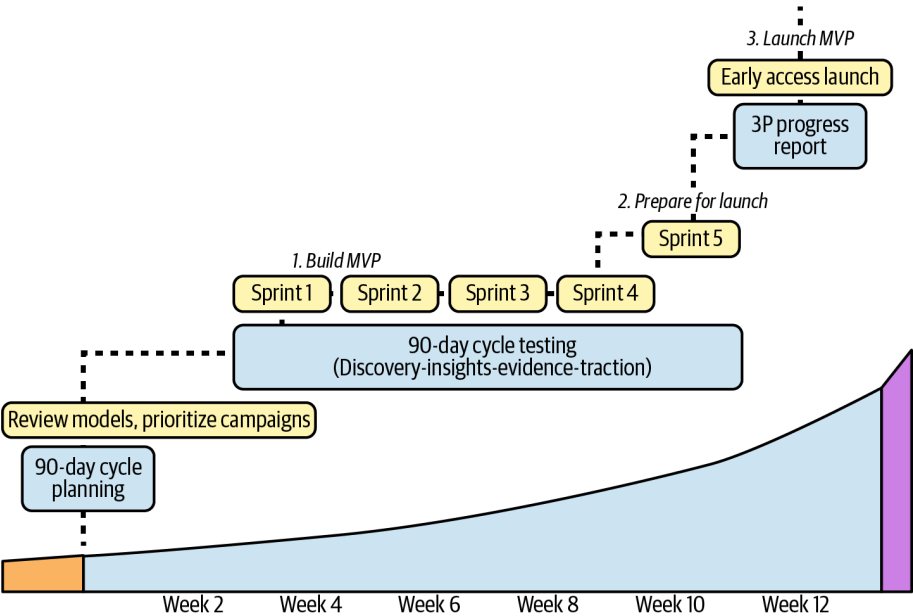 3. Launch MVP
Early access launch
3P progress
report
2. Prepare for launch
Sprint 5
1. Build MVP
Sprint 1 Sprint 2 Sprint 3 Sprint 4
90-day cycle testing
(Discovery-insights-evidence-traction)
Review models, prioritize campaigns
90-day cycle
planning
Week 2 Week 4 Week 6 Week 8 Week 10 Week 12